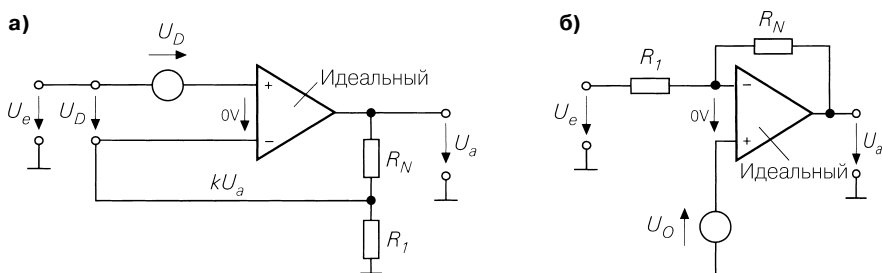 а)
U_D
Идеальный
+
U_e
U_D
0V
−
U_a
R_N
kU_a
R_1
б)
R_N
R_1
−
U_e
0V
+
U_a
Идеальный
U_O